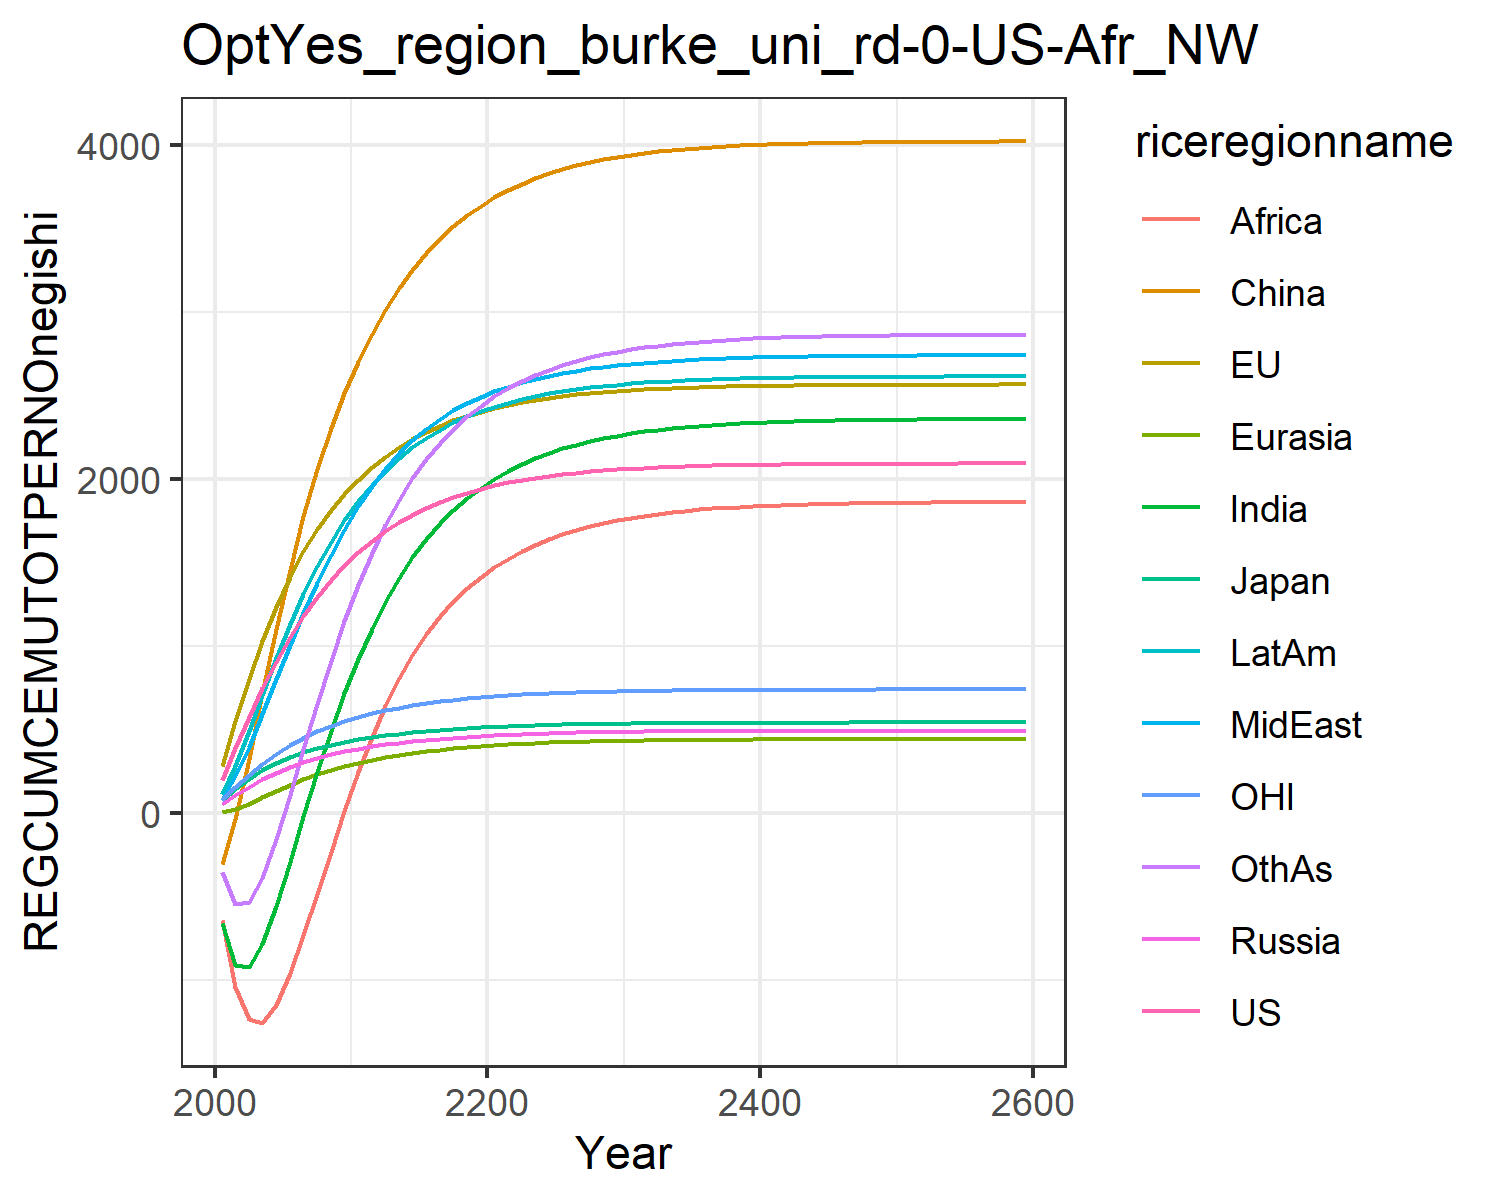 OptYes_region_burke_uni_rd-0-US-Afr_NW
REGCUMCEMUTOTPERNOnegishi
4000
2000
0
2000
2200
2400
2600
Year
riceregionname
Africa
China
EU
Eurasia
India
Japan
LatAm
MidEast
OHI
OthAs
Russia
US